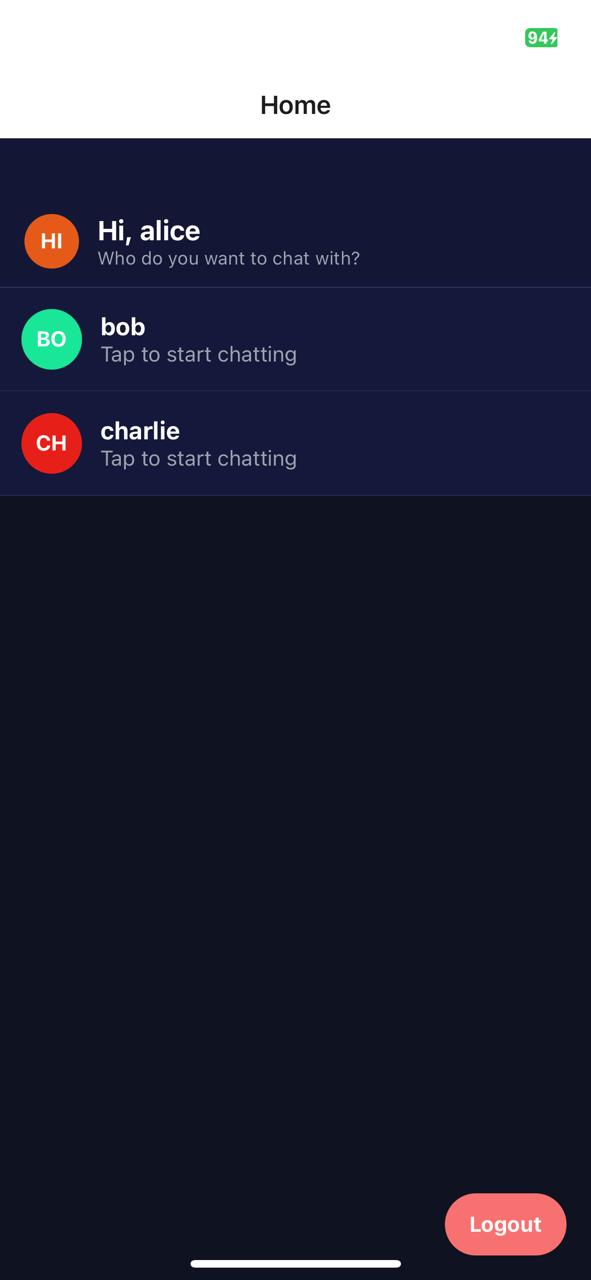 94
Home
HI
Hi, alice
Who do you want to chat with?
BO
bob
Tap to start chatting
CH
charlie
Tap to start chatting
Logout